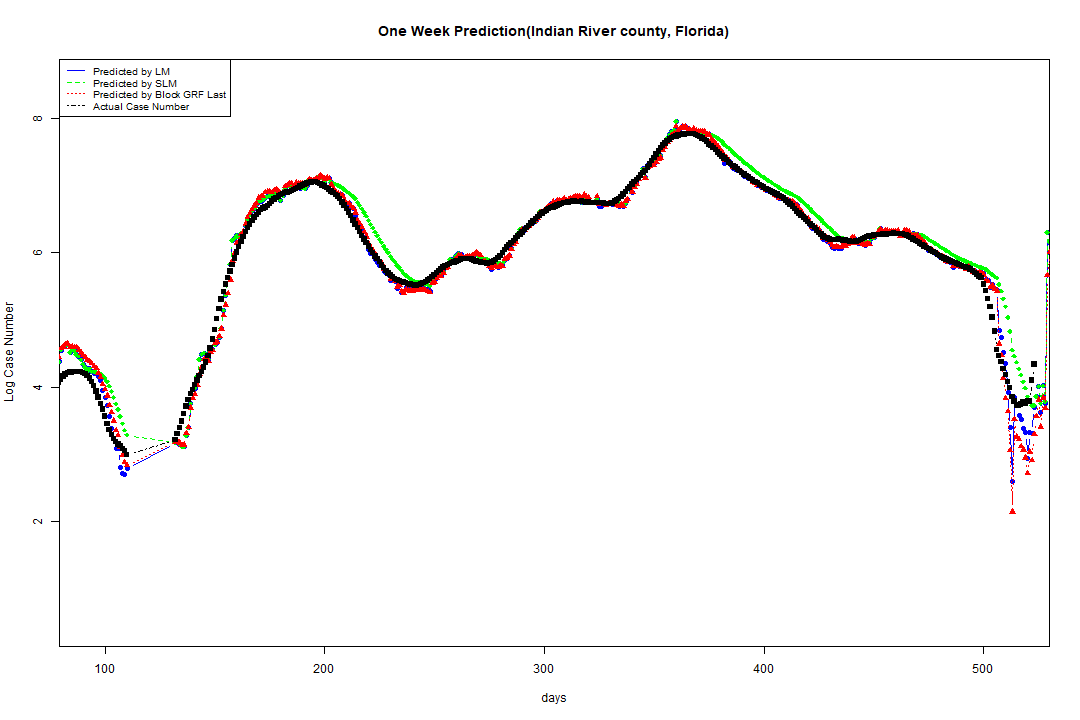 One Week Prediction(Indian River county, Florida)
Predicted by LM
Predicted by SLM
Predicted by Block GRF Last
Actual Case Number
8
6
4
2
Log Case Number
100 200 300 400 500
days